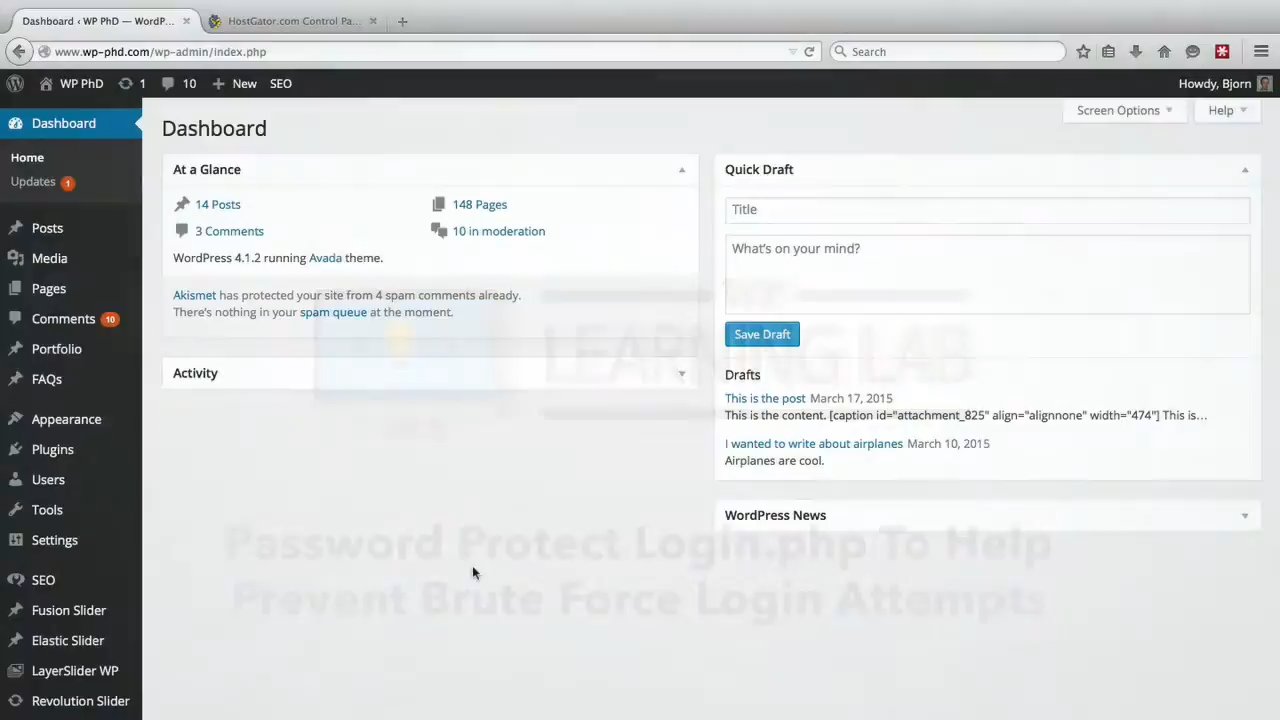 Dashboard ‹ WP PhD — WordP...
HostGator.com Control Pa...
www.wp-phd.com/wp-admin/index.php
Search
WP PhD
1
10
New
SEO
Howdy, Bjorn
Dashboard
Home
Updates 1
Posts
Media
Pages
Comments 10
Portfolio
FAQs
Appearance
Plugins
Users
Tools
Settings
SEO
Fusion Slider
Elastic Slider
LayerSlider WP
Revolution Slider
Screen Options
Help
Dashboard
At a Glance
14 Posts
148 Pages
3 Comments
10 in moderation
WordPress 4.1.2 running Avada theme.
Akismet has protected your site from 4 spam comments already.
There's nothing in your spam queue at the moment.
Activity
Quick Draft
Title
What's on your mind?
Save Draft
Drafts
This is the post March 17, 2015
This is the content. [caption id="attachment_825" align="alignnone" width="474"] This is...
I wanted to write about airplanes March 10, 2015
Airplanes are cool.
WordPress News
LEARNING LAB
Password Protect Login.php To Help
Prevent Brute Force Login Attempts